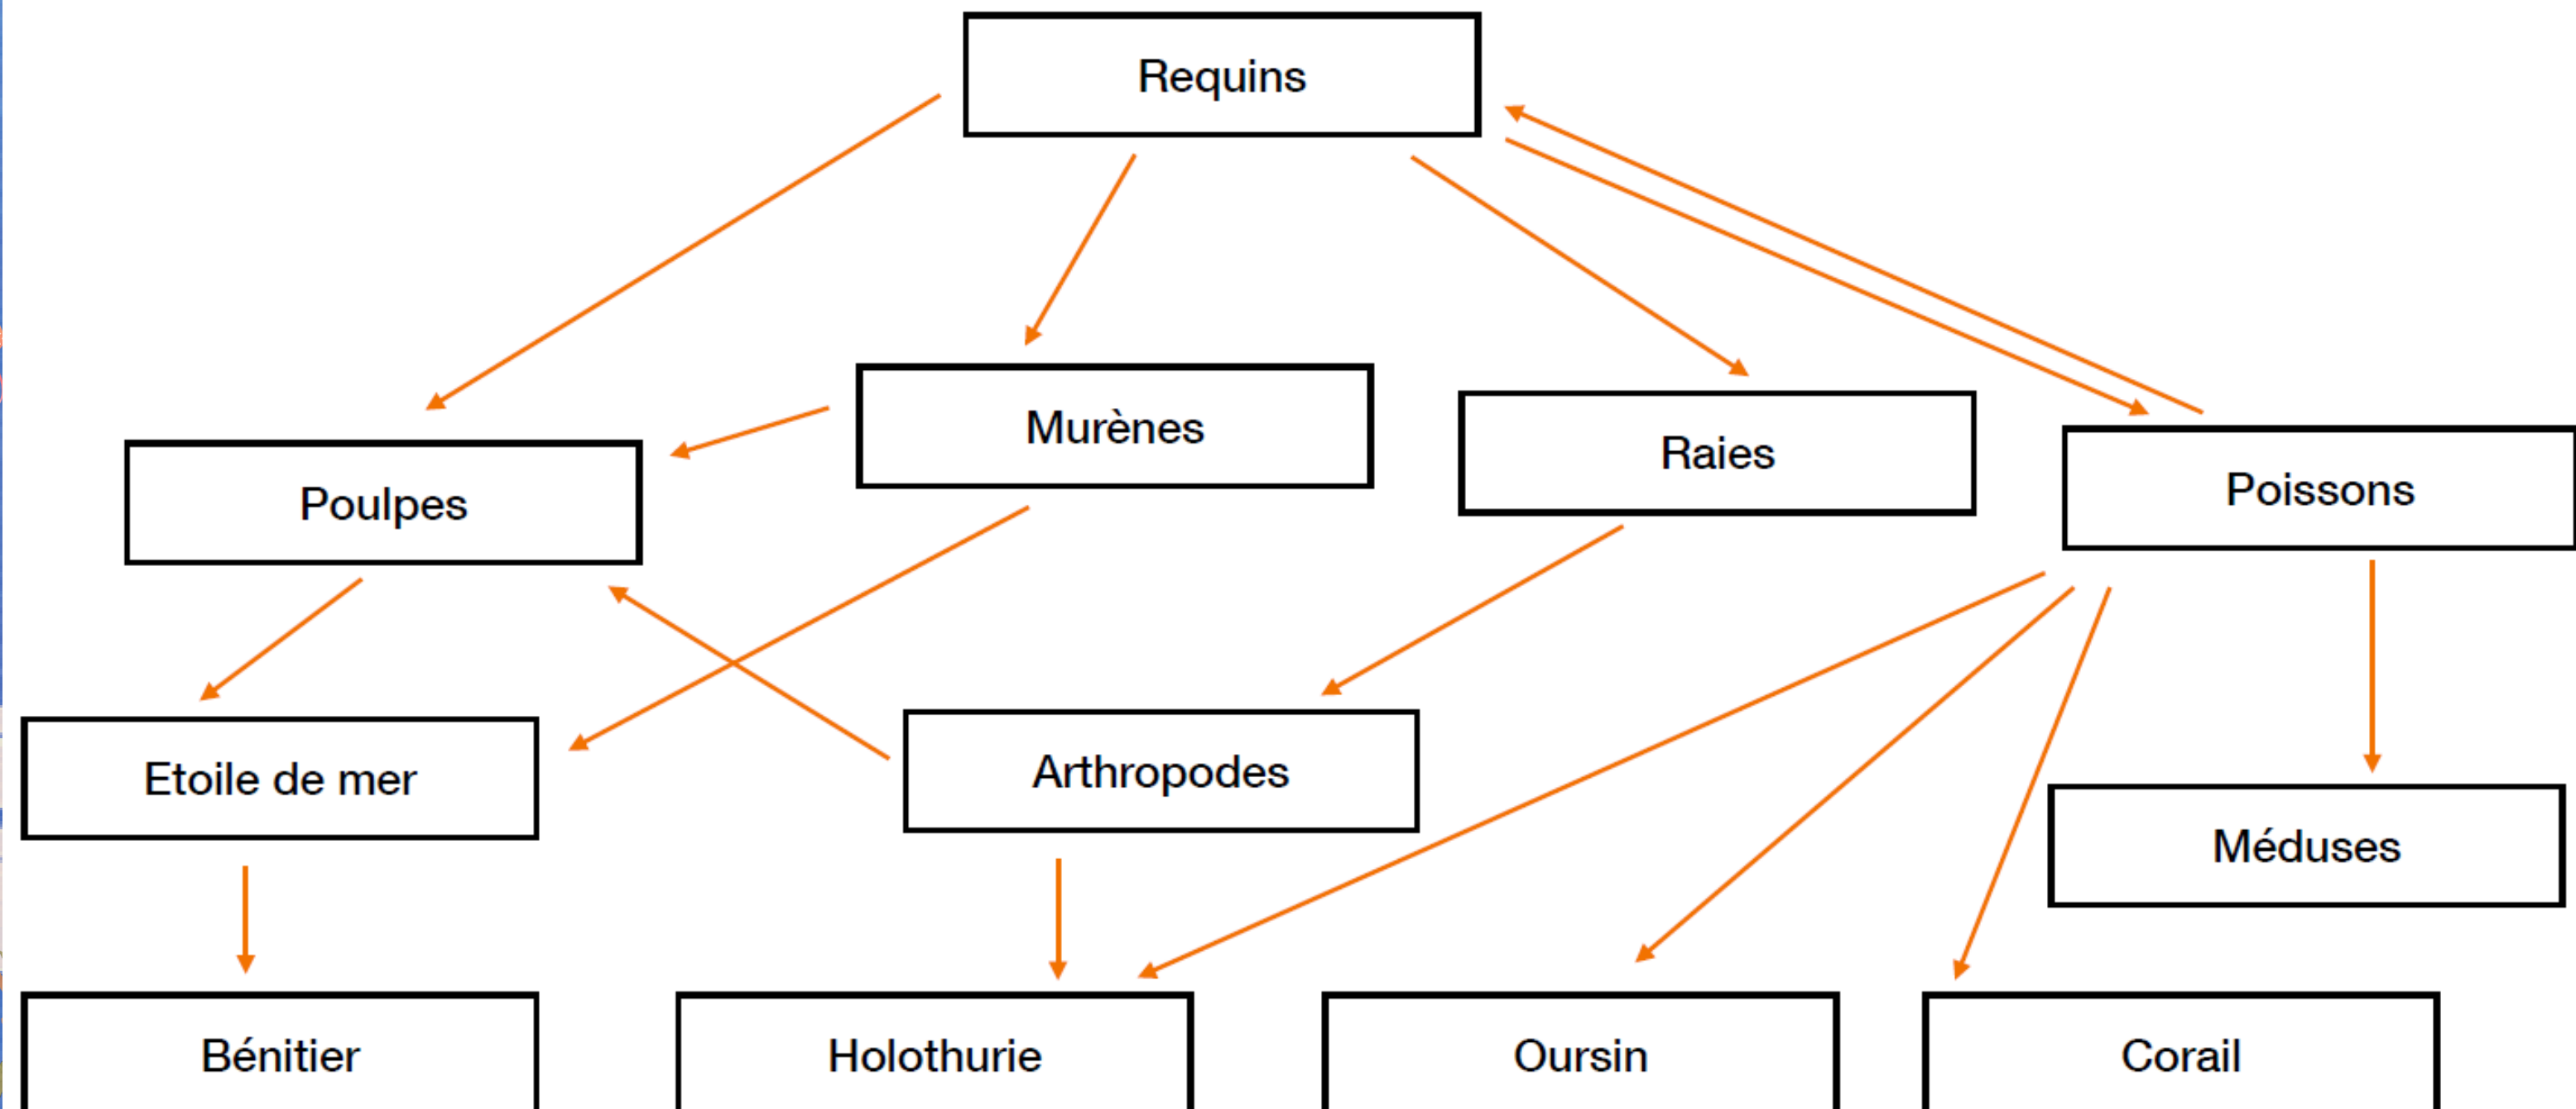 Requins
Murènes
Raies
Poissons
Poulpes
Etoile de mer
Arthropodes
Méduses
Bénitier
Holothurie
Oursin
Corail